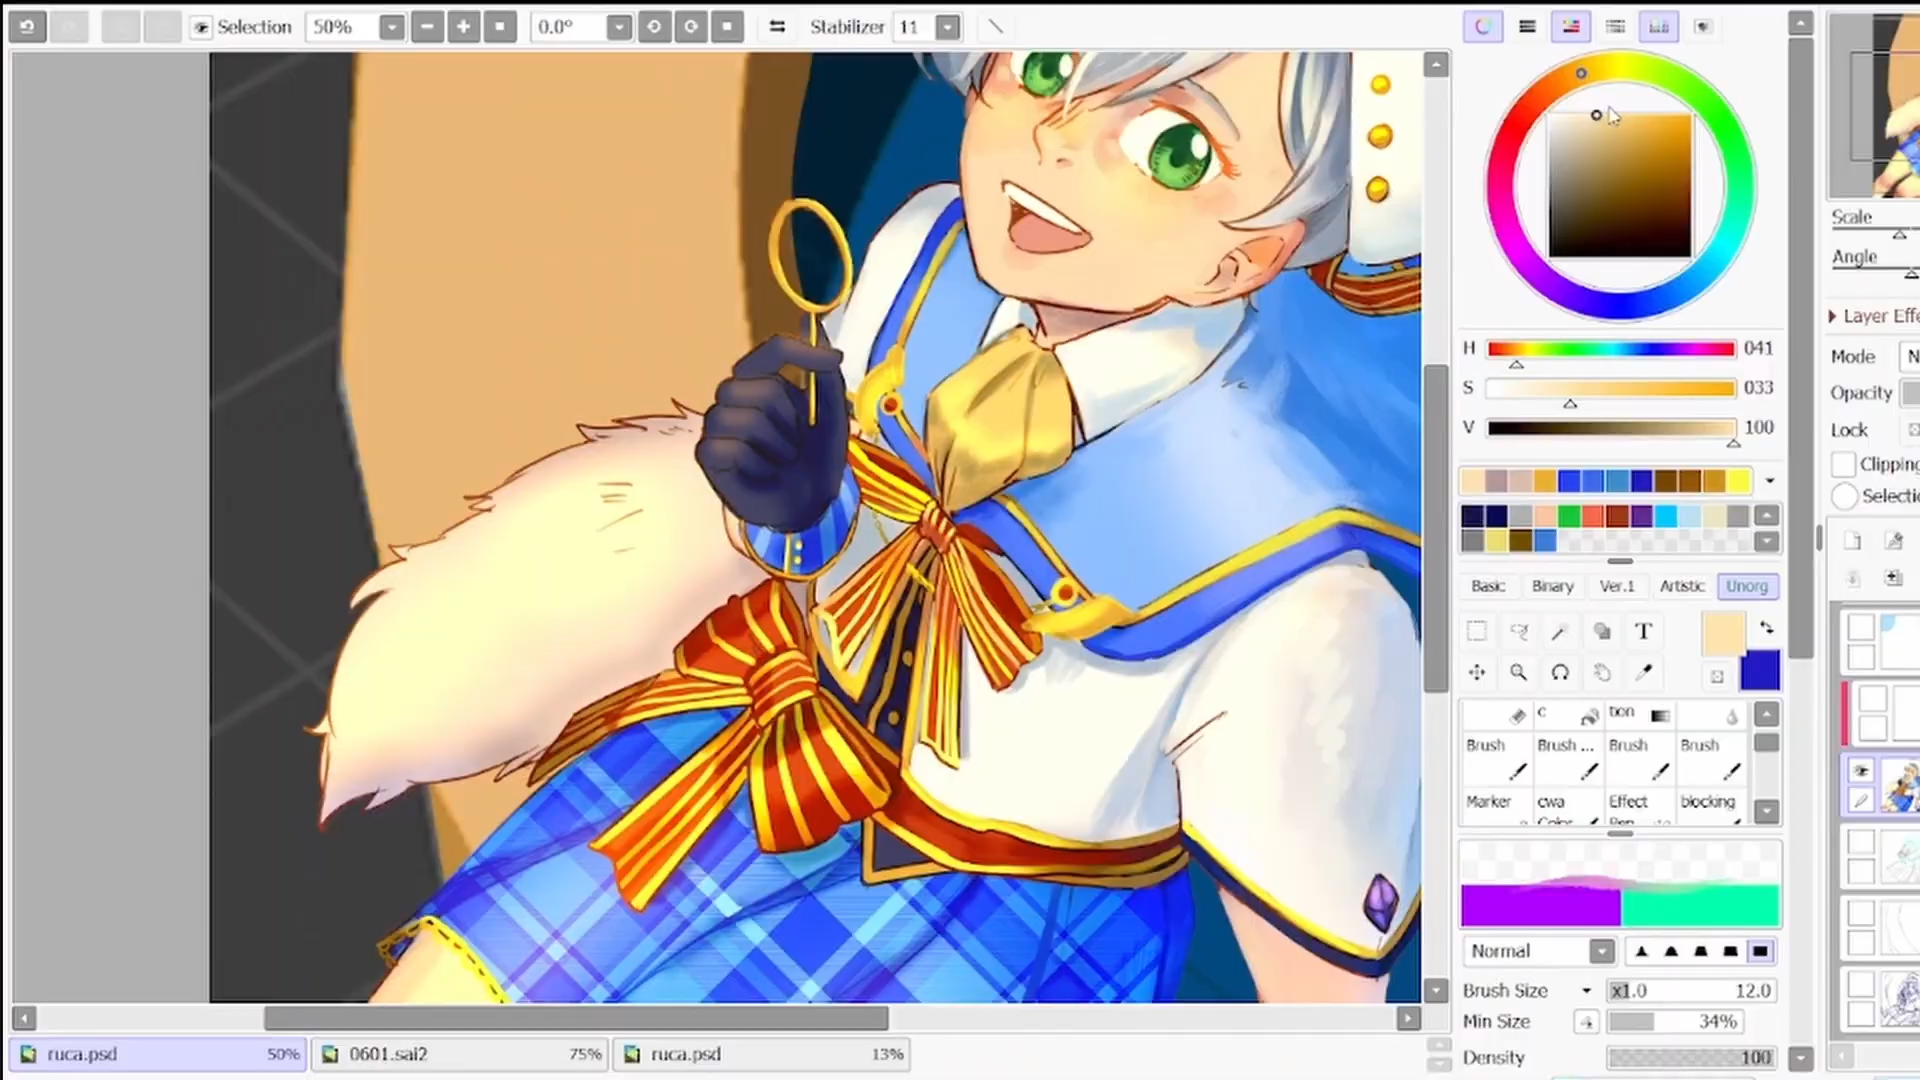 Selection 50% 0.0° Stabilizer 11
Scale
Angle
Layer Effe
H 041
S 033
V 100
Mode N
Opacity
Lock
Clipping
Selectio
Basic Binary Ver.1 Artistic Unorg
T
c tion
Brush Brush ... Brush Brush
Marker cwa Effect blocking
Normal
Brush Size x1.0 12.0
Min Size 34%
Density 100
ruca.psd 50% 0601.sai2 75% ruca.psd 13%